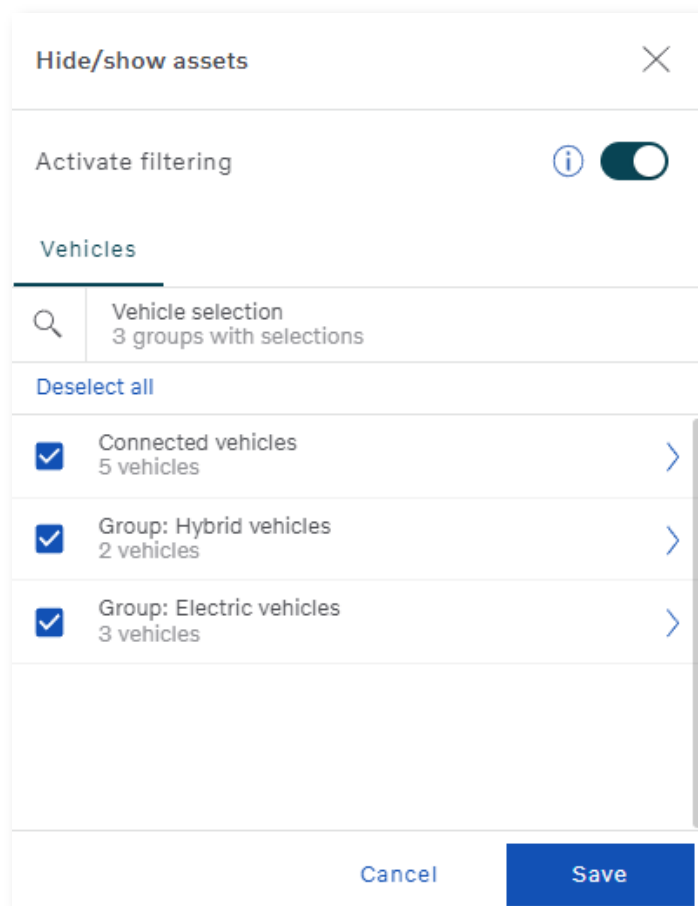 Hide/show assets
Activate filtering
Vehicles
Vehicle selection
3 groups with selections
Deselect all
Connected vehicles
5 vehicles
Group: Hybrid vehicles
2 vehicles
Group: Electric vehicles
3 vehicles
Cancel Save